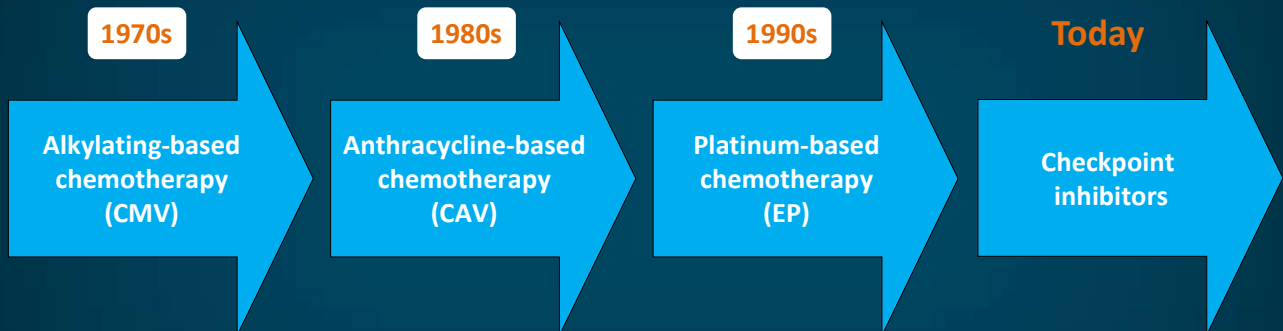 1970s
1980s
1990s
Today
Alkylating-based
chemotherapy
(CMV)
Anthracycline-based
chemotherapy
(CAV)
Platinum-based
chemotherapy
(EP)
Checkpoint
inhibitors